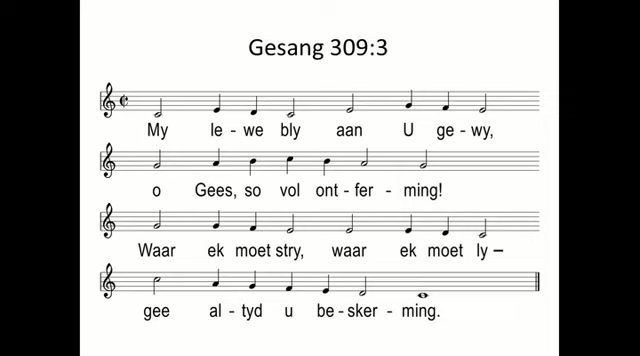 Gesang 309:3
My le - we bly aan U ge - wy,
o Gees, so vol ont - fer - ming!
Waar ek moet stry, waar ek moet ly –
gee al - tyd u be - sker - ming.